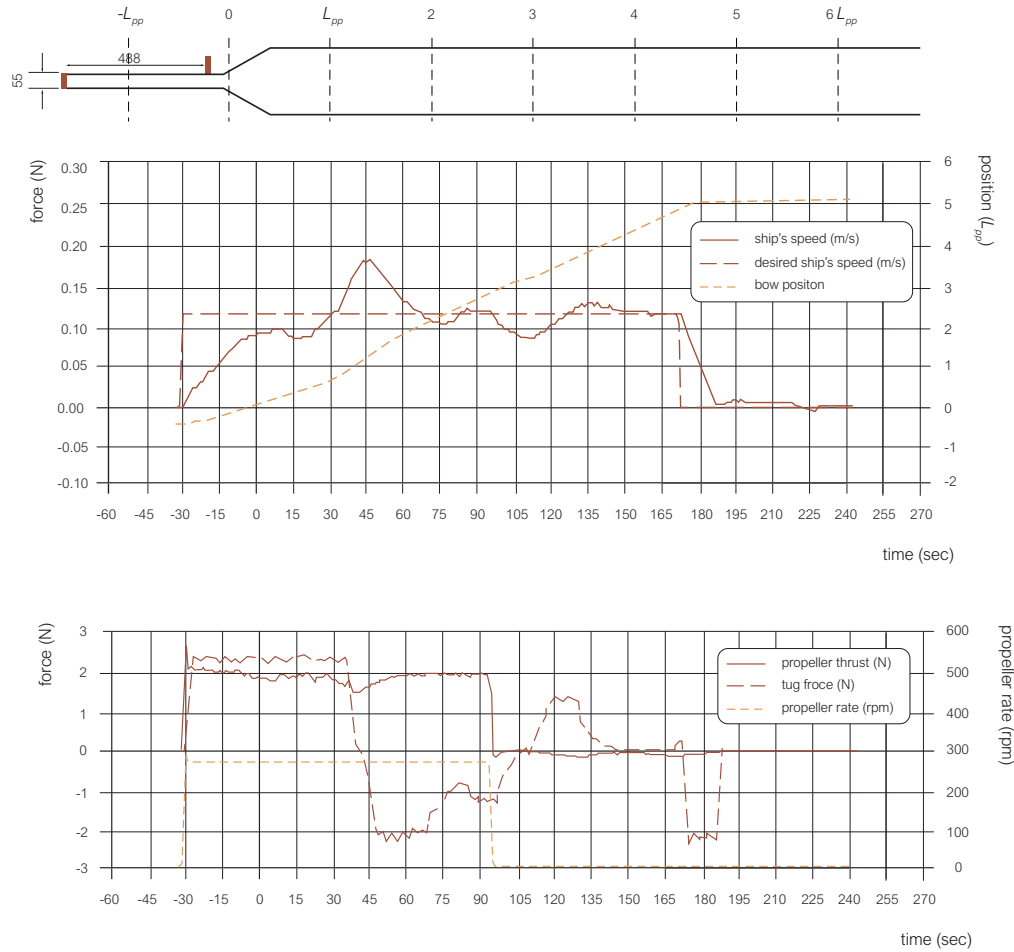 -Lpp 0 Lpp 2 3 4 5 6 Lpp
488
55
force (N)
position (Lpp)
0.30 6
0.25 5
0.20 4
0.15 3
0.10 2
0.05 1
0.00 0
-0.05 -1
-0.10 -2
ship's speed (m/s)
desired ship's speed (m/s)
bow positon
-60 -45 -30 -15 0 15 30 45 60 75 90 105 120 135 150 165 180 195 210 225 240 255 270
time (sec)
force (N)
propeller rate (rpm)
3 600
2 500
1 400
0 300
-1 200
-2 100
-3 0
propeller thrust (N)
tug froce (N)
propeller rate (rpm)
-60 -45 -30 -15 0 15 30 45 60 75 90 105 120 135 150 165 180 195 210 225 240 255 270
time (sec)